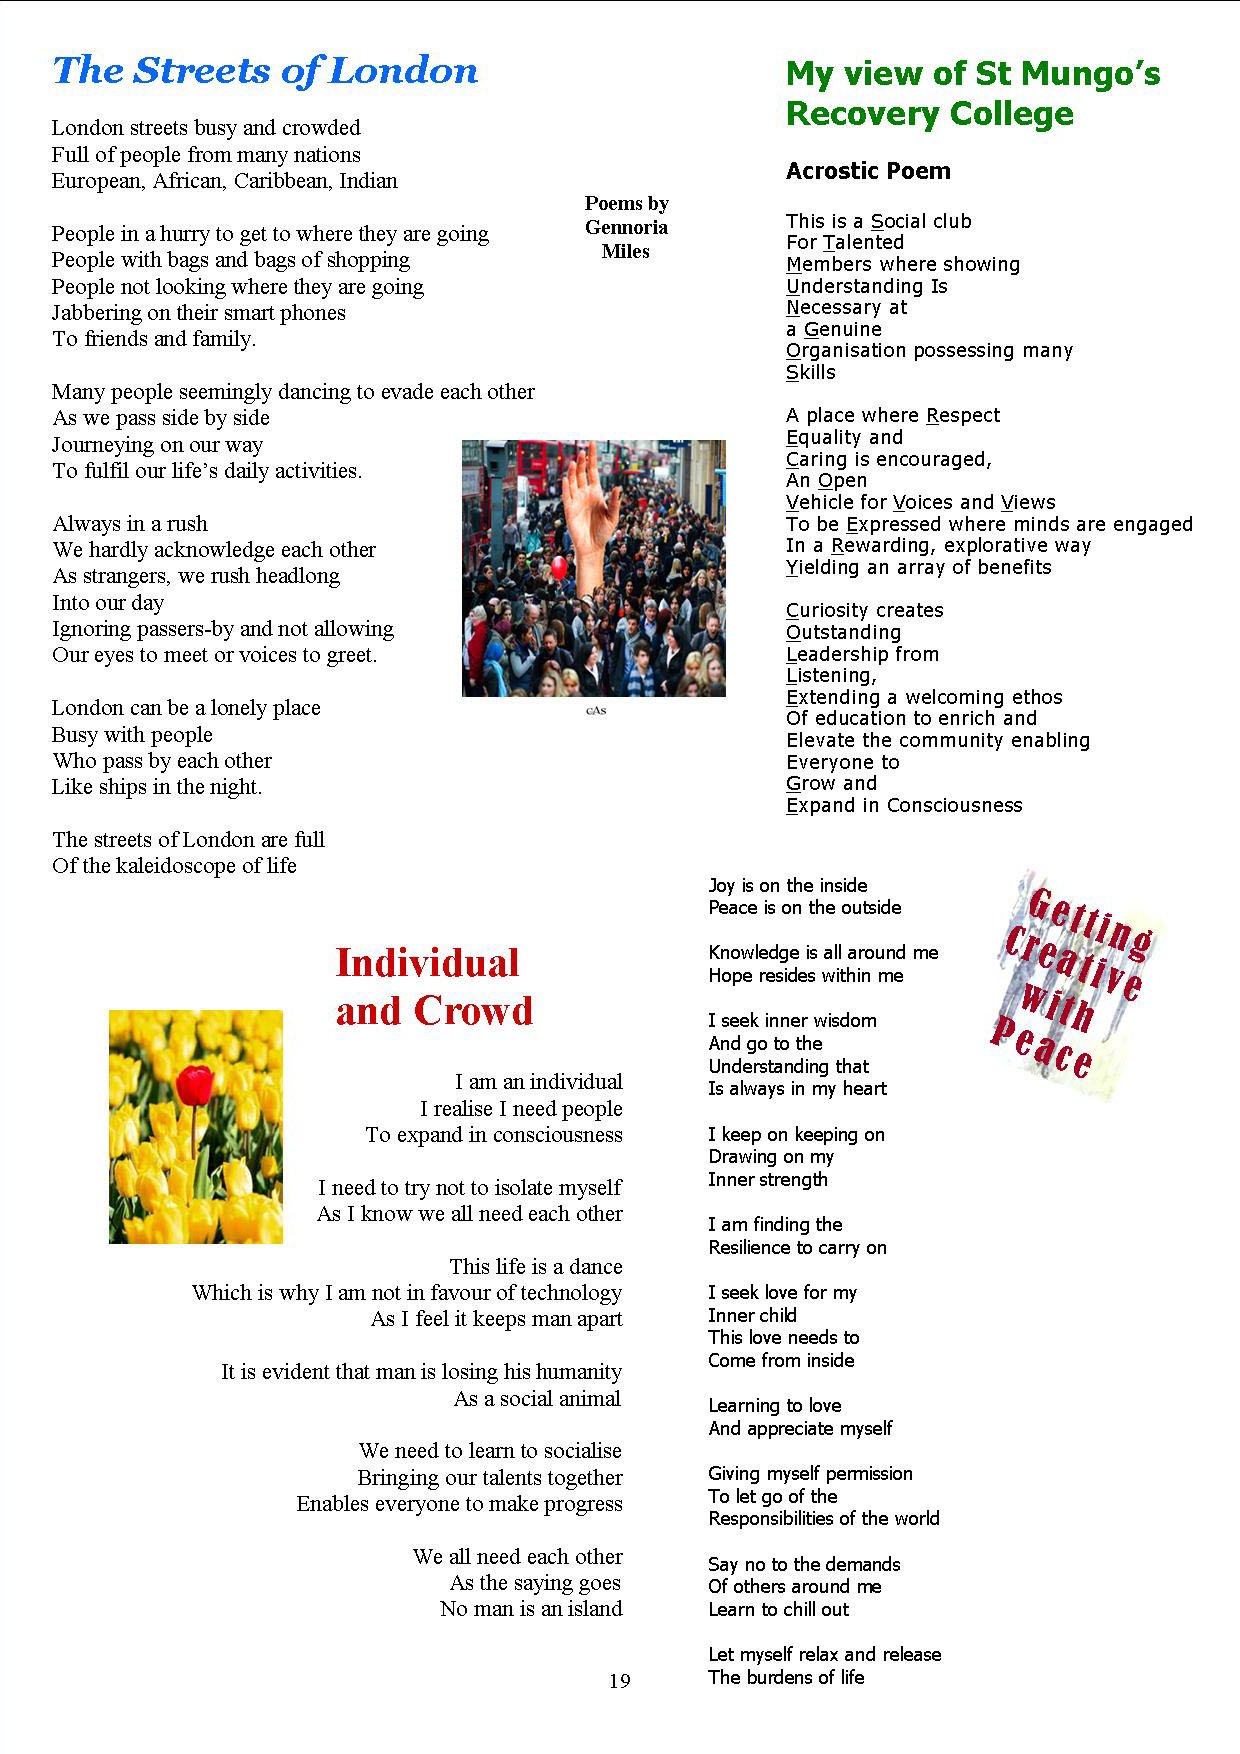 The Streets of London
London streets busy and crowded
Full of people from many nations
European, African, Caribbean, Indian
People in a hurry to get to where they are going
People with bags and bags of shopping
People not looking where they are going
Jabbering on their smart phones
To friends and family.
Many people seemingly dancing to evade each other
As we pass side by side
Journeying on our way
To fulfil our life's daily activities.
Always in a rush
We hardly acknowledge each other
As strangers, we rush headlong
Into our day
Ignoring passers-by and not allowing
Our eyes to meet or voices to greet.
London can be a lonely place
Busy with people
Who pass by each other
Like ships in the night.
The streets of London are full
Of the kaleidoscope of life
Poems by
Gennoria
Miles
cAs
My view of St Mungo's
Recovery College
Acrostic Poem
This is a Social club
For Talented
Members where showing
Understanding Is
Necessary at
a Genuine
Organisation possessing many
Skills
A place where Respect
Equality and
Caring is encouraged,
An Open
Vehicle for Voices and Views
To be Expressed where minds are engaged
In a Rewarding, explorative way
Yielding an array of benefits
Curiosity creates
Outstanding
Leadership from
Listening,
Extending a welcoming ethos
Of education to enrich and
Elevate the community enabling
Everyone to
Grow and
Expand in Consciousness
Individual
and Crowd
I am an individual
I realise I need people
To expand in consciousness
I need to try not to isolate myself
As I know we all need each other
This life is a dance
Which is why I am not in favour of technology
As I feel it keeps man apart
It is evident that man is losing his humanity
As a social animal
We need to learn to socialise
Bringing our talents together
Enables everyone to make progress
We all need each other
As the saying goes
No man is an island
Getting
Creative
with
Peace
Joy is on the inside
Peace is on the outside
Knowledge is all around me
Hope resides within me
I seek inner wisdom
And go to the
Understanding that
Is always in my heart
I keep on keeping on
Drawing on my
Inner strength
I am finding the
Resilience to carry on
I seek love for my
Inner child
This love needs to
Come from inside
Learning to love
And appreciate myself
Giving myself permission
To let go of the
Responsibilities of the world
Say no to the demands
Of others around me
Learn to chill out
Let myself relax and release
The burdens of life
19